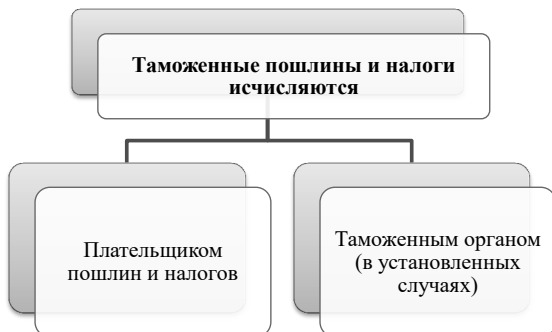 Таможенные пошлины и налоги
исчисляются
Плательщиком
пошлин и налогов
Таможенным органом
(в установленных
случаях)